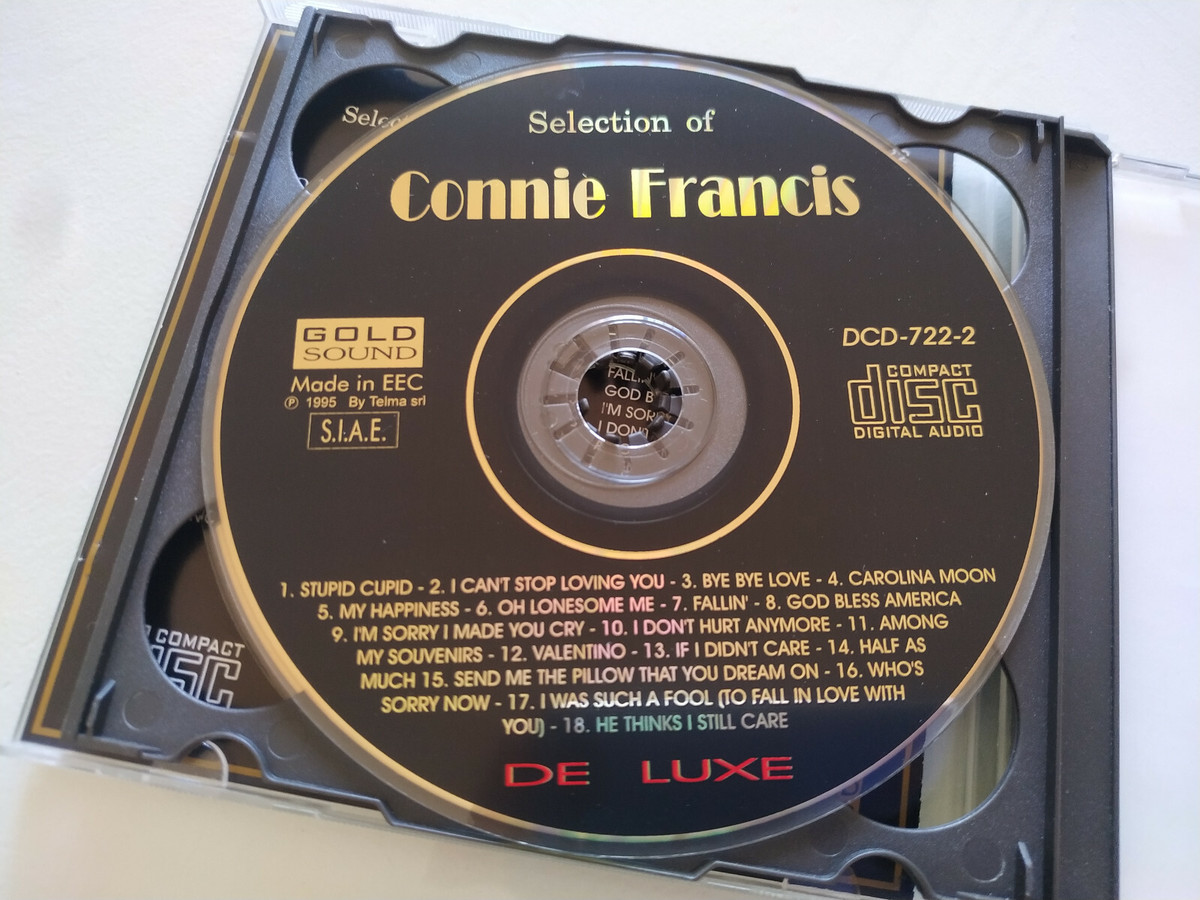 Selection of
Connie Francis
GOLD
SOUND
Made in EEC
℗ 1995 By Telma srl
S.I.A.E.
DCD-722-2
COMPACT
disc
DIGITAL AUDIO
GOD B
I'M SOR
I DON'
1. STUPID CUPID - 2. I CAN'T STOP LOVING YOU - 3. BYE BYE LOVE - 4. CAROLINA MOON
5. MY HAPPINESS - 6. OH LONESOME ME - 7. FALLIN' - 8. GOD BLESS AMERICA
9. I'M SORRY I MADE YOU CRY - 10. I DON'T HURT ANYMORE - 11. AMONG
MY SOUVENIRS - 12. VALENTINO - 13. IF I DIDN'T CARE - 14. HALF AS
MUCH 15. SEND ME THE PILLOW THAT YOU DREAM ON - 16. WHO'S
SORRY NOW - 17. I WAS SUCH A FOOL (TO FALL IN LOVE WITH
YOU) - 18. HE THINKS I STILL CARE
DE LUXE
COMPACT